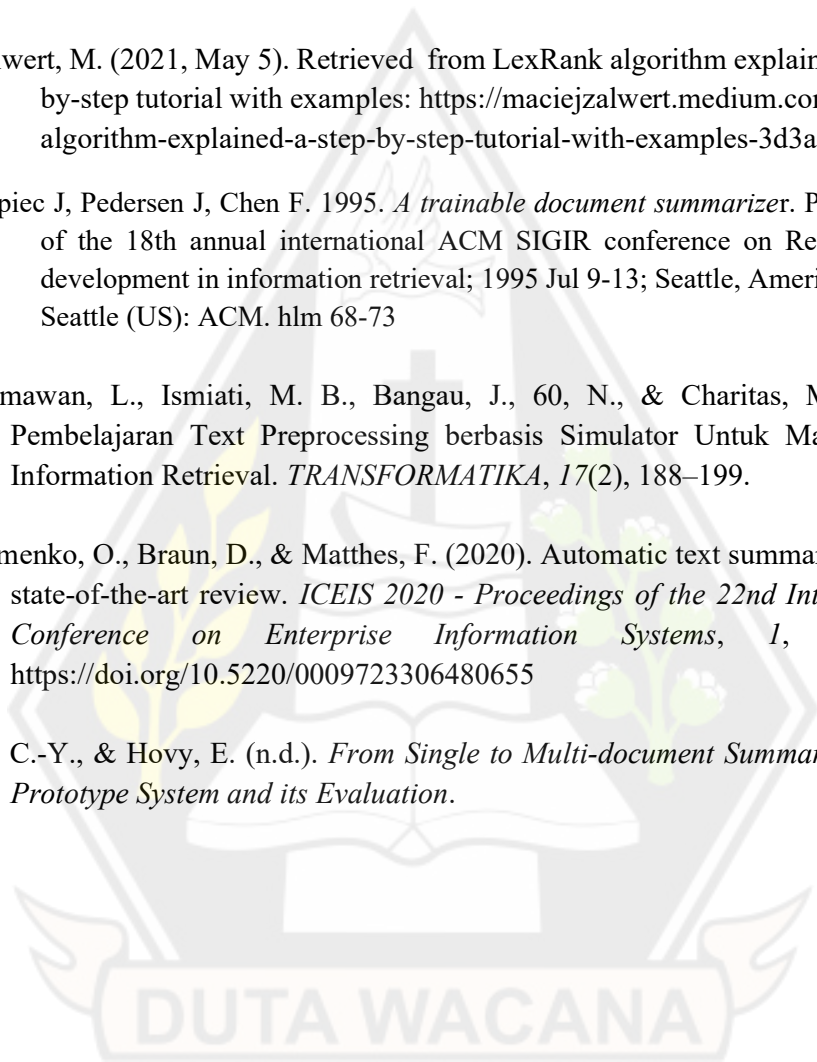 wert, M. (2021, May 5). Retrieved from LexRank algorithm explain
by-step tutorial with examples: https://maciejzalwert.medium.co
algorithm-explained-a-step-by-step-tutorial-with-examples-3d3a
piec J, Pedersen J, Chen F. 1995. A trainable document summarizer. P
of the 18th annual international ACM SIGIR conference on Re
development in information retrieval; 1995 Jul 9-13; Seattle, Ameri
Seattle (US): ACM. hlm 68-73
mawan, L., Ismiati, M. B., Bangau, J., 60, N., & Charitas, M
Pembelajaran Text Preprocessing berbasis Simulator Untuk Ma
Information Retrieval. TRANSFORMATIKA, 17(2), 188–199.
menko, O., Braun, D., & Matthes, F. (2020). Automatic text summar
state-of-the-art review. ICEIS 2020 - Proceedings of the 22nd Int
Conference on Enterprise Information Systems, 1,
https://doi.org/10.5220/0009723306480655
C.-Y., & Hovy, E. (n.d.). From Single to Multi-document Summar
Prototype System and its Evaluation.
DUTA WACANA